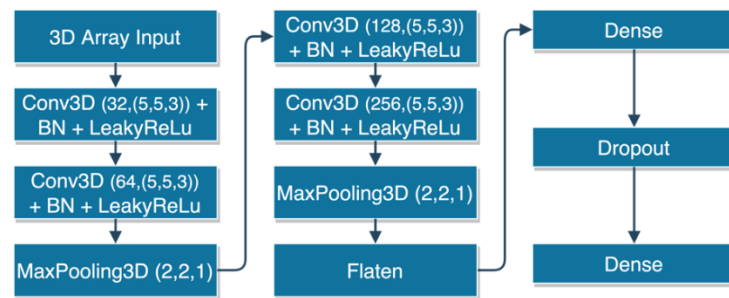 3D Array Input
Conv3D (32,(5,5,3)) +
BN + LeakyReLu
Conv3D (64,(5,5,3))
+ BN + LeakyReLu
MaxPooling3D (2,2,1)
Conv3D (128,(5,5,3))
+ BN + LeakyReLu
Conv3D (256,(5,5,3))
+ BN + LeakyReLu
MaxPooling3D (2,2,1)
Flaten
Dense
Dropout
Dense